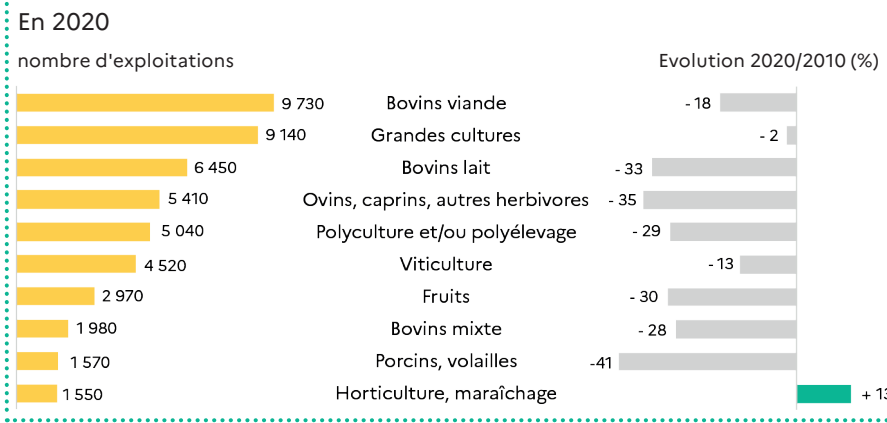 En 2020
nombre d'exploitations Evolution 2020/2010 (%)
9 730 Bovins viande - 18
9 140 Grandes cultures - 2
6 450 Bovins lait - 33
5 410 Ovins, caprins, autres herbivores - 35
5 040 Polyculture et/ou polyélevage - 29
4 520 Viticulture - 13
2 970 Fruits - 30
1 980 Bovins mixte - 28
1 570 Porcins, volailles -41
1 550 Horticulture, maraîchage + 13